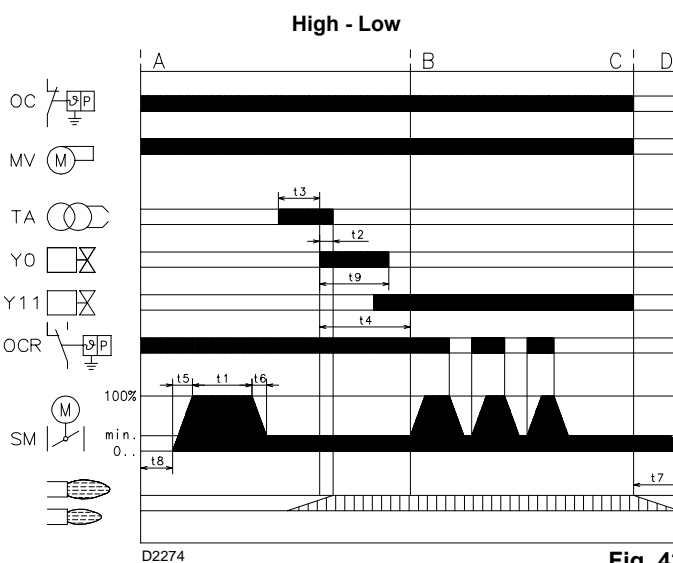 High - Low
A
B
C
D
OC
ϑ P
MV
M
TA
t3
t2
Y0
t9
Y11
t4
OCR
ϑ P
t5
t1
t6
100%
M
SM
min.
0..
t8
t7
D2274